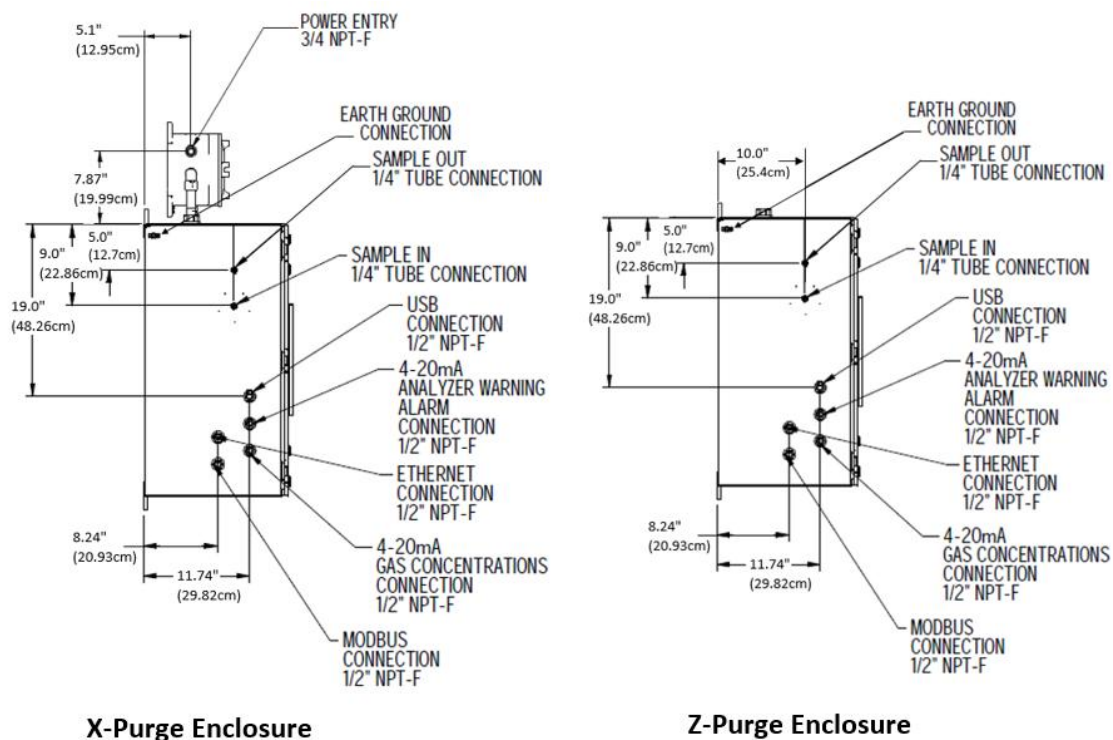 5.1"
(12.95cm)
POWER ENTRY
3/4 NPT-F
EARTH GROUND
CONNECTION
SAMPLE OUT
1/4" TUBE CONNECTION
7.87"
(19.99cm)
5.0"
(12.7cm)
9.0"
(22.86cm)
SAMPLE IN
1/4" TUBE CONNECTION
19.0"
(48.26cm)
USB
CONNECTION
1/2" NPT-F
4-20mA
ANALYZER WARNING
ALARM
CONNECTION
1/2" NPT-F
ETHERNET
CONNECTION
1/2" NPT-F
8.24"
(20.93cm)
4-20mA
GAS CONCENTRATIONS
CONNECTION
1/2" NPT-F
11.74"
(29.82cm)
MODBUS
CONNECTION
1/2" NPT-F
X-Purge Enclosure
EARTH GROUND
CONNECTION
10.0"
(25.4cm)
SAMPLE OUT
1/4" TUBE CONNECTION
5.0"
(12.7cm)
9.0"
(22.86cm)
SAMPLE IN
1/4" TUBE CONNECTION
19.0"
(48.26cm)
USB
CONNECTION
1/2" NPT-F
4-20mA
ANALYZER WARNING
ALARM
CONNECTION
1/2" NPT-F
ETHERNET
CONNECTION
1/2" NPT-F
8.24"
(20.93cm)
4-20mA
GAS CONCENTRATIONS
CONNECTION
1/2" NPT-F
11.74"
(29.82cm)
MODBUS
CONNECTION
1/2" NPT-F
Z-Purge Enclosure